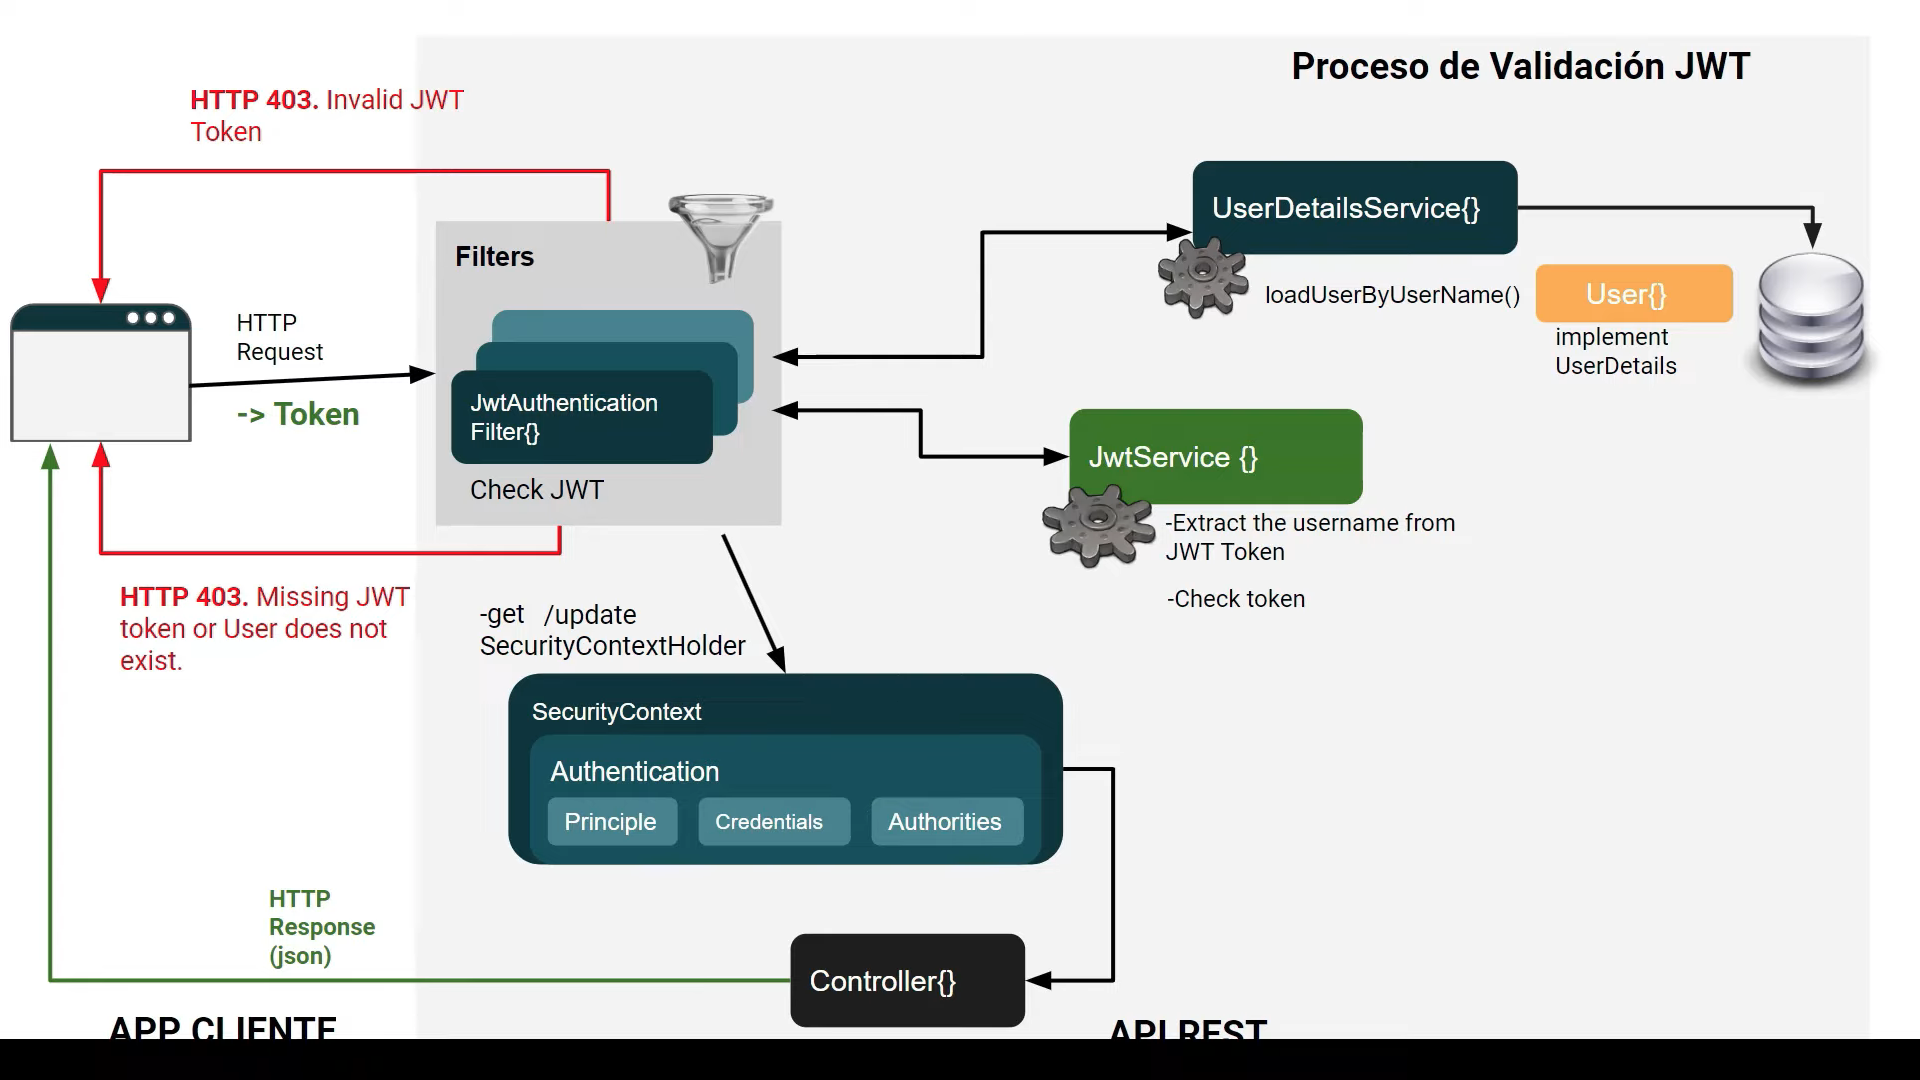 Proceso de Validación JWT
HTTP 403. Invalid JWT
Token
Filters
UserDetailsService{}
loadUserByUserName()
User{}
implement
UserDetails
HTTP
Request
-> Token
JwtAuthentication
Filter{}
Check JWT
JwtService {}
-Extract the username from
JWT Token
-Check token
HTTP 403. Missing JWT
token or User does not
exist.
-get /update
SecurityContextHolder
SecurityContext
Authentication
Principle
Credentials
Authorities
HTTP
Response
(json)
Controller{}
APP CLIENTE
API REST